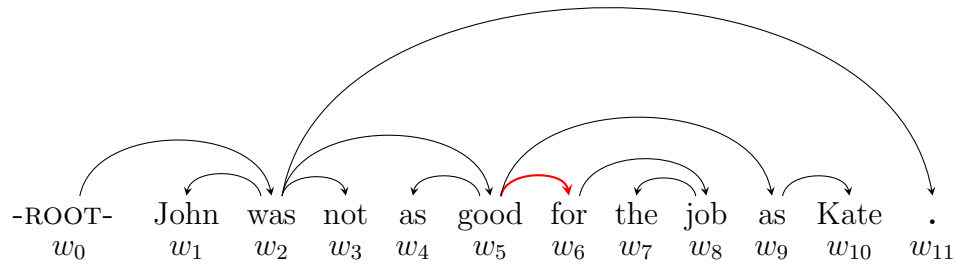 -ROOT- John was not as good for the job as Kate .
w₀ w₁ w₂ w₃ w₄ w₅ w₆ w₇ w₈ w₉ w₁₀ w₁₁